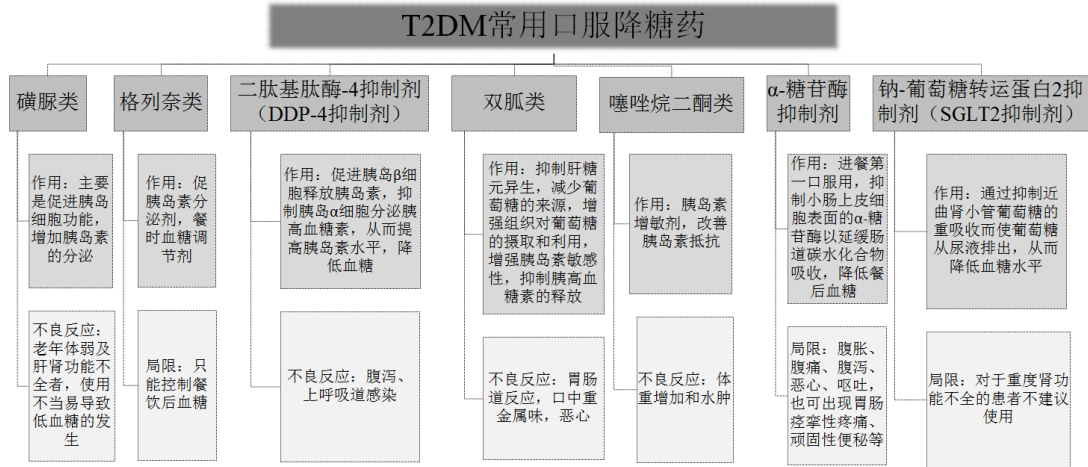 T2DM常用口服降糖药
磺脲类
格列奈类
二肽基肽酶-4抑制剂
（DDP-4抑制剂）
双胍类
噻唑烷二酮类
α-糖苷酶
抑制剂
钠-葡萄糖转运蛋白2抑
制剂（SGLT2抑制剂）
作用：主要
是促进胰岛
细胞功能，
增加胰岛素
的分泌
作用：促
胰岛素分
泌剂，餐
时血糖调
节剂
作用：促进胰岛β细
胞释放胰岛素，抑
制胰岛α细胞分泌胰
高血糖素，从而提
高胰岛素水平，降
低血糖
作用：抑制肝糖
元异生，减少葡
萄糖的来源，增
强组织对葡萄糖
的摄取和利用，
增强胰岛素敏感
性，抑制胰高血
糖素的释放
作用：胰岛素
增敏剂，改善
胰岛素抵抗
作用：进餐第
一口服用，抑
制小肠上皮细
胞表面的α-糖
苷酶以延缓肠
道碳水化合物
吸收，降低餐
后血糖
作用：通过抑制近
曲肾小管葡萄糖的
重吸收而使葡萄糖
从尿液排出，从而
降低血糖水平
不良反应：
老年体弱及
肝肾功能不
全者，使用
不当易导致
低血糖的发
生
局限：只
能控制餐
饮后血糖
不良反应：腹泻、
上呼吸道感染
不良反应：胃肠
道反应，口中重
金属味，恶心
不良反应：体
重增加和水肿
局限：腹胀、
腹痛、腹泻、
恶心、呕吐，
也可出现胃肠
痉挛性疼痛、
顽固性便秘等
局限：对于重度肾功
能不全的患者不建议
使用